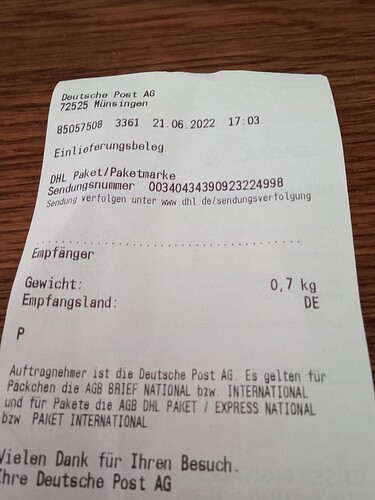 Deutsche Post AG
72525 Münsingen
85057508 3361 21.06.2022 17:03
Einlieferungsbeleg
DHL Paket/Paketmarke
Sendungsnummer 00340434390923224998
Sendung verfolgen unter www.dhl.de/sendungsverfolgung
Empfänger
Gewicht: 0,7 kg
Empfangsland: DE
P
Auftragnehmer ist die Deutsche Post AG. Es gelten für
Päckchen die AGB BRIEF NATIONAL bzw. INTERNATIONAL
und für Pakete die AGB DHL PAKET / EXPRESS NATIONAL
bzw. PAKET INTERNATIONAL.
Vielen Dank für Ihren Besuch.
Ihre Deutsche Post AG